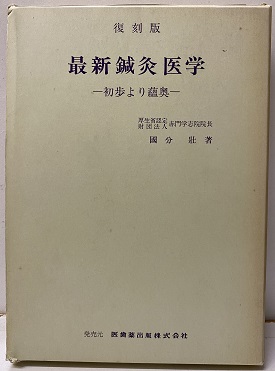 復刻版
最新鍼灸医学
―初歩より蘊奥―
厚生省認定
財団法人 専門学志院院長
國分 壯 著
発売元 医歯薬出版株式会社